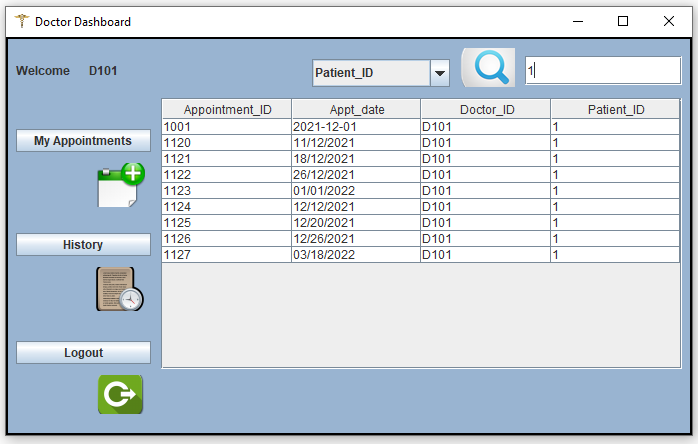 Doctor Dashboard
Welcome D101 Patient_ID 1
Appointment_ID Appt_date Doctor_ID Patient_ID
1001 2021-12-01 D101 1
1120 11/12/2021 D101 1
1121 18/12/2021 D101 1
1122 26/12/2021 D101 1
1123 01/01/2022 D101 1
1124 12/12/2021 D101 1
1125 12/20/2021 D101 1
1126 12/26/2021 D101 1
1127 03/18/2022 D101 1
My Appointments
History
Logout